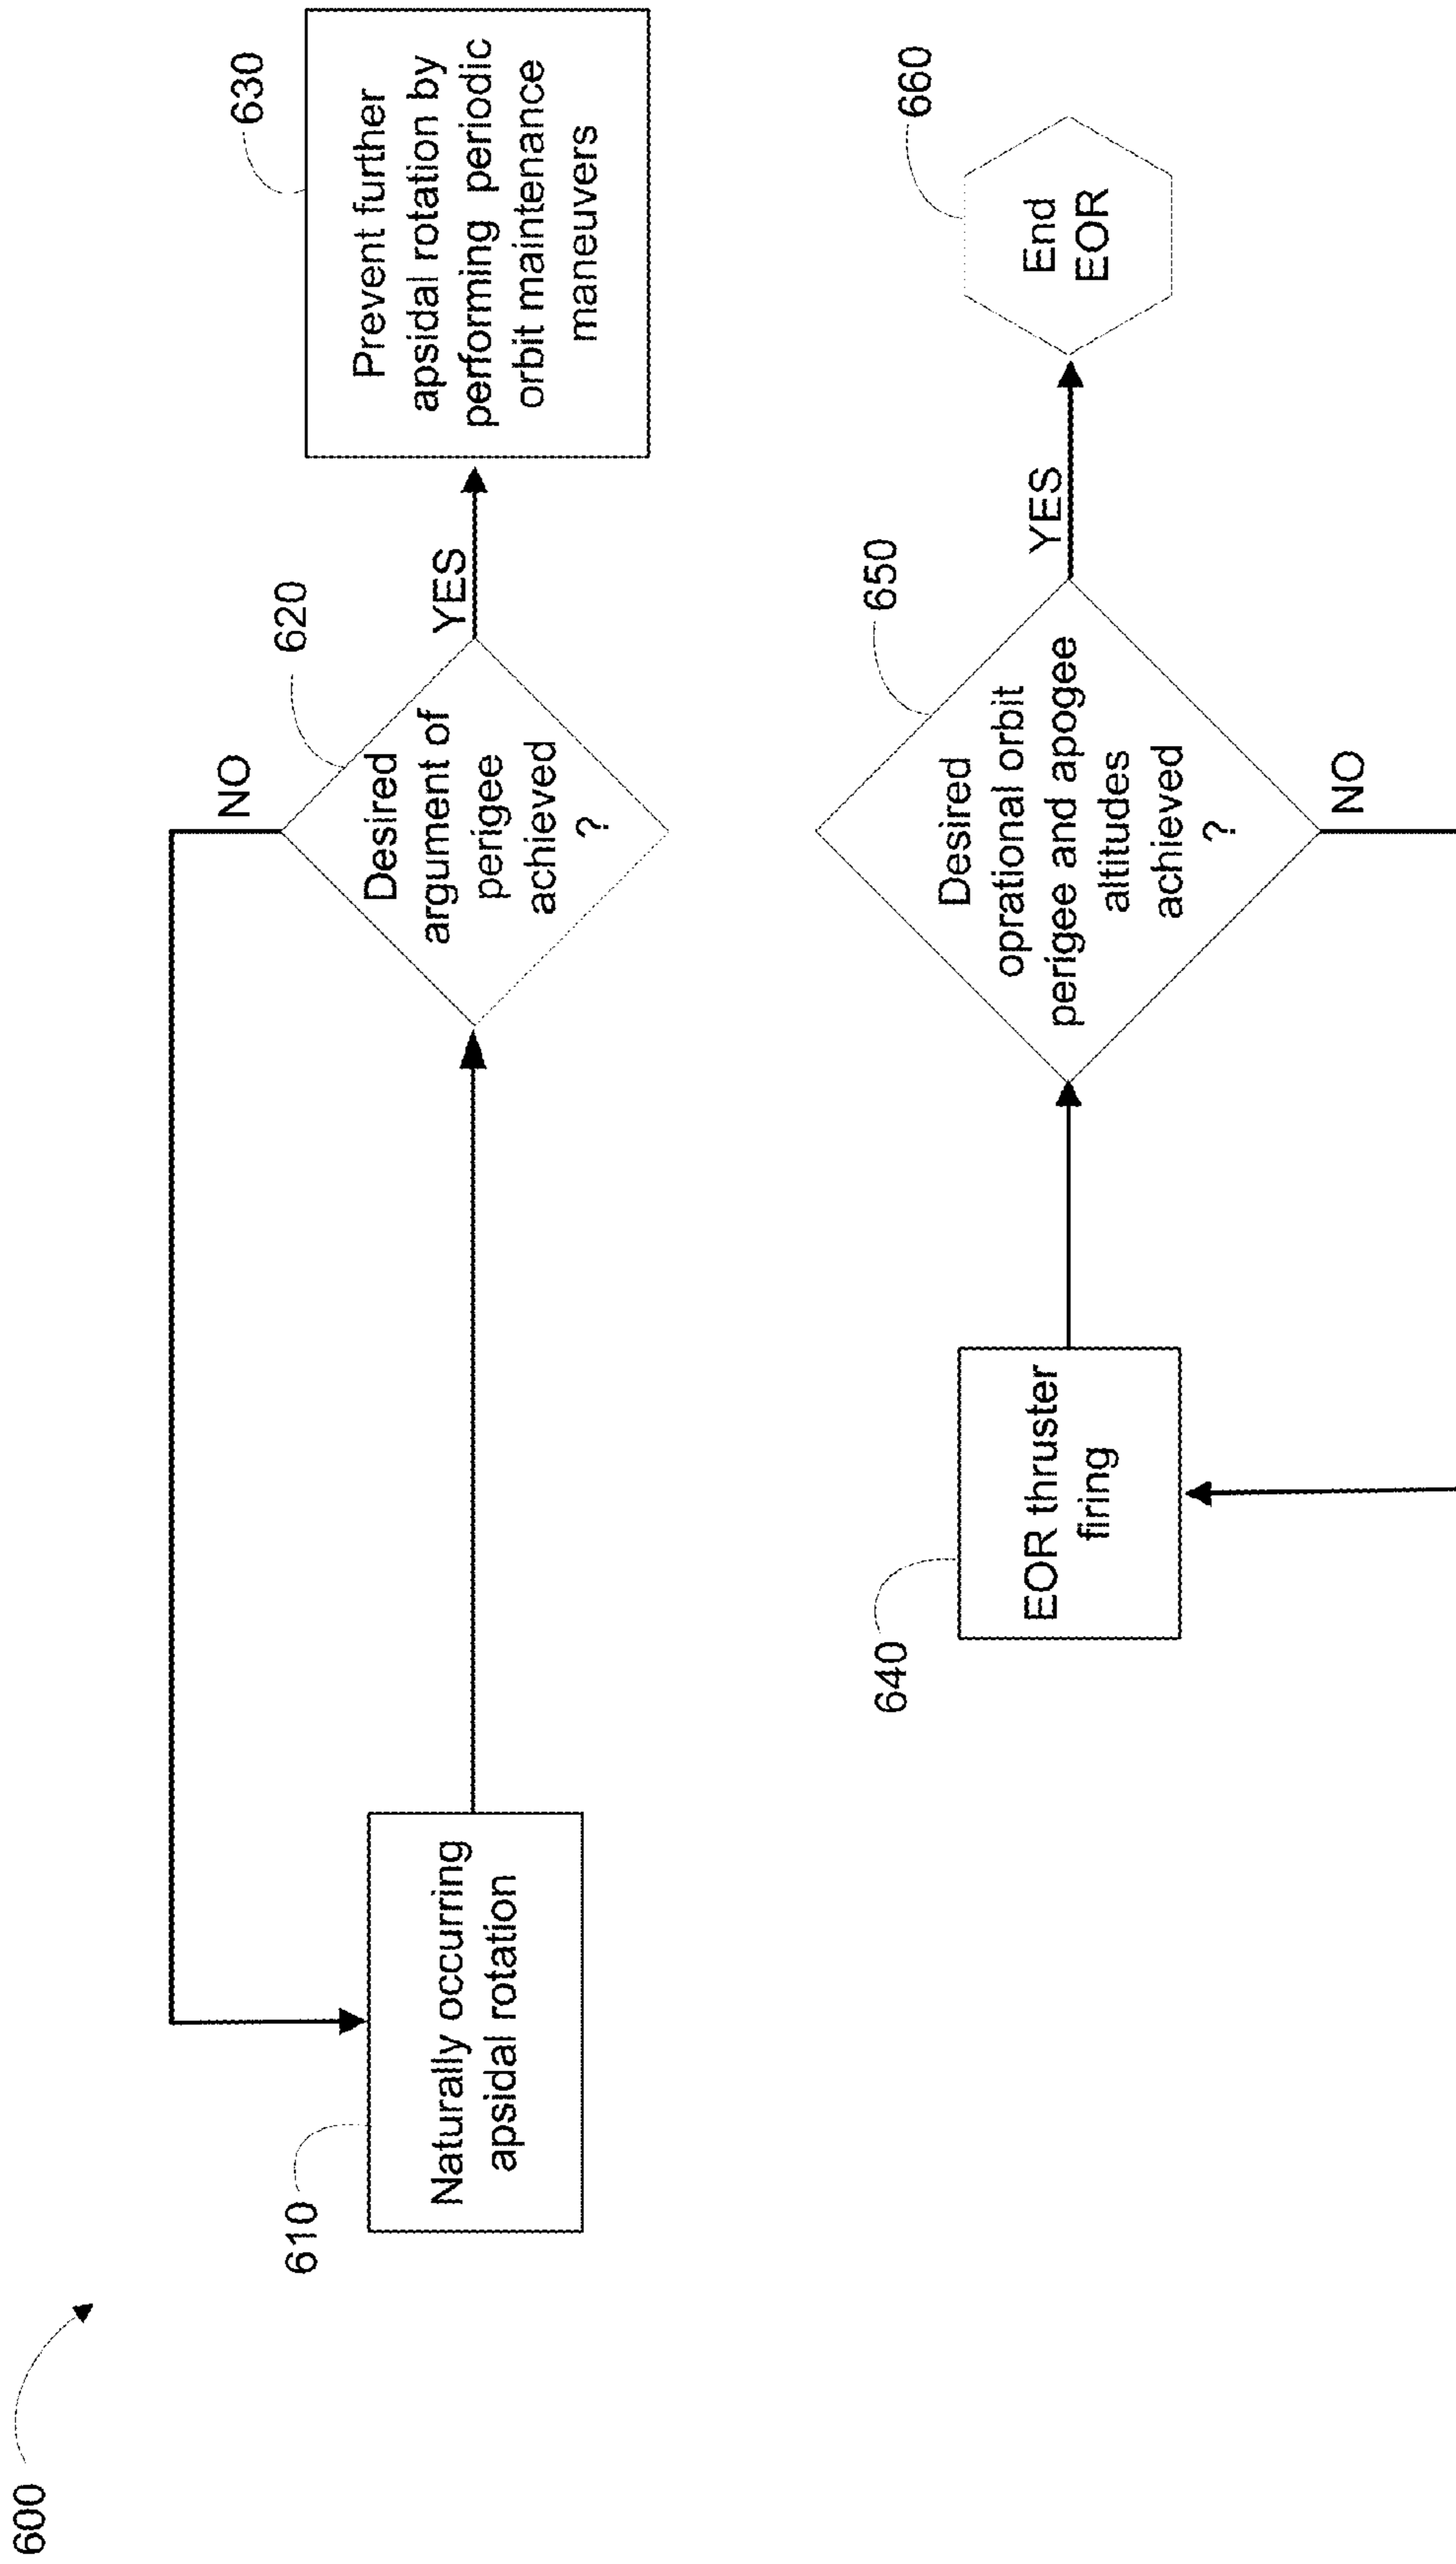 600
610
Naturally occurring
apsidal rotation
NO
620
Desired
argument of
perigee
achieved
?
YES
630
Prevent further
apsidal rotation by
performing periodic
orbit maintenance
maneuvers
640
EOR thruster
firing
650
Desired
oprational orbit
perigee and apogee
altitudes
achieved
?
NO
YES
660
End
EOR